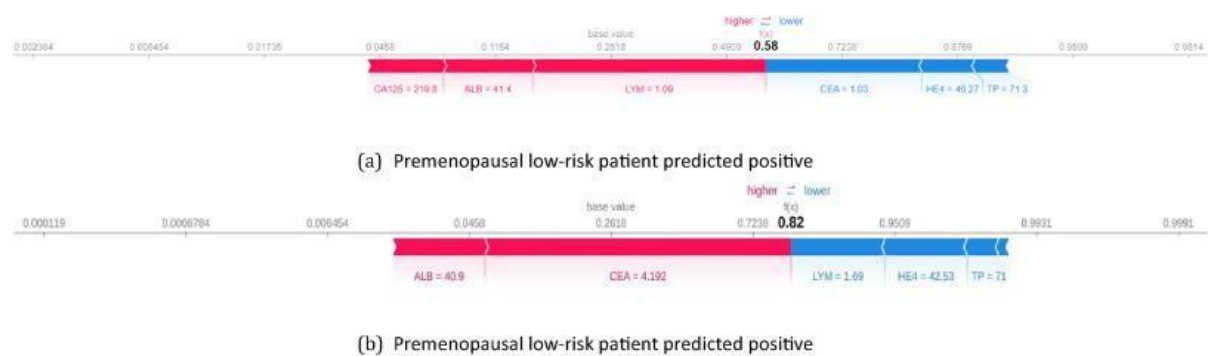 higher ⇄ lower
base value f(x)
0.002384 0.006454 0.01735 0.0458 0.1154 0.2618 0.4909 0.58 0.7238 0.8769 0.9509 0.9814
CA125 = 219.8 ALB = 41.4 LYM = 1.09 CEA = 1.03 HE4 = 46.27 TP = 71.3
(a) Premenopausal low-risk patient predicted positive
higher ⇄ lower
base value f(x)
0.000119 0.0008784 0.006454 0.0458 0.2618 0.7238 0.82 0.9509 0.9931 0.9991
ALB = 40.9 CEA = 4.192 LYM = 1.69 HE4 = 42.53 TP = 71
(b) Premenopausal low-risk patient predicted positive